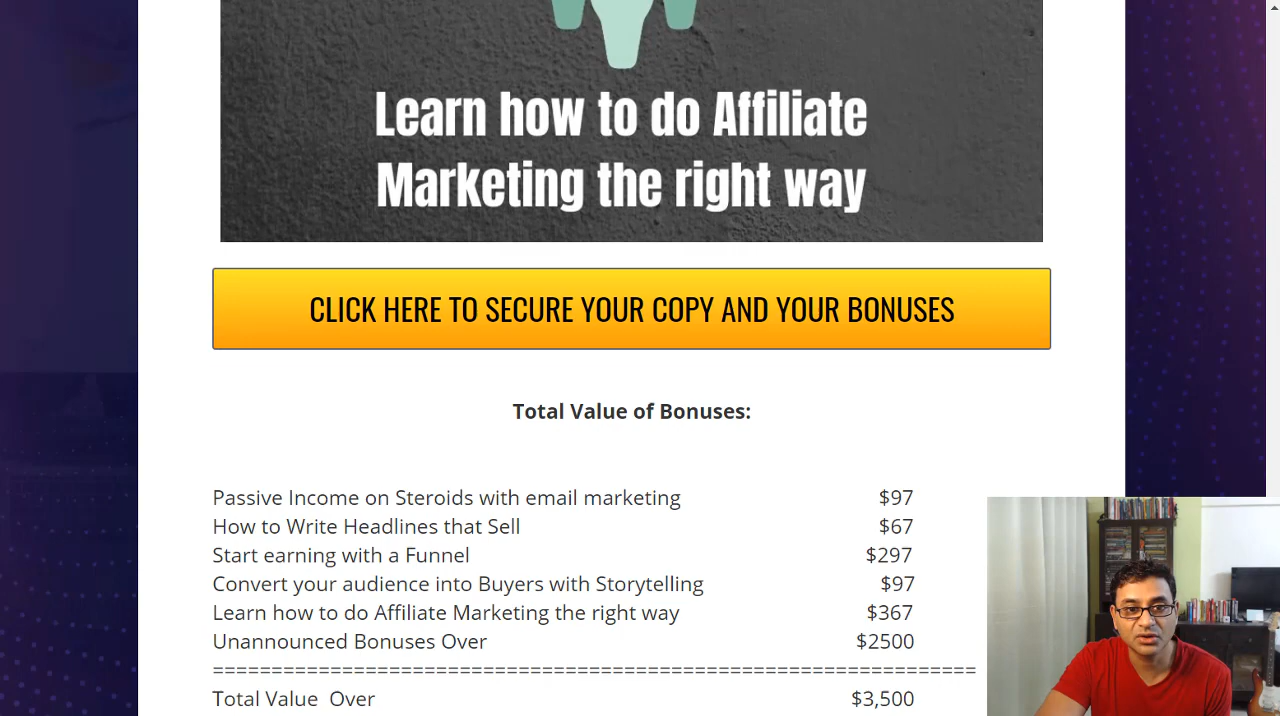 Learn how to do Affiliate
Marketing the right way
CLICK HERE TO SECURE YOUR COPY AND YOUR BONUSES
Total Value of Bonuses:
Passive Income on Steroids with email marketing $97
How to Write Headlines that Sell $67
Start earning with a Funnel $297
Convert your audience into Buyers with Storytelling $97
Learn how to do Affiliate Marketing the right way $367
Unannounced Bonuses Over $2500
=================================================================
Total Value  Over $3,500